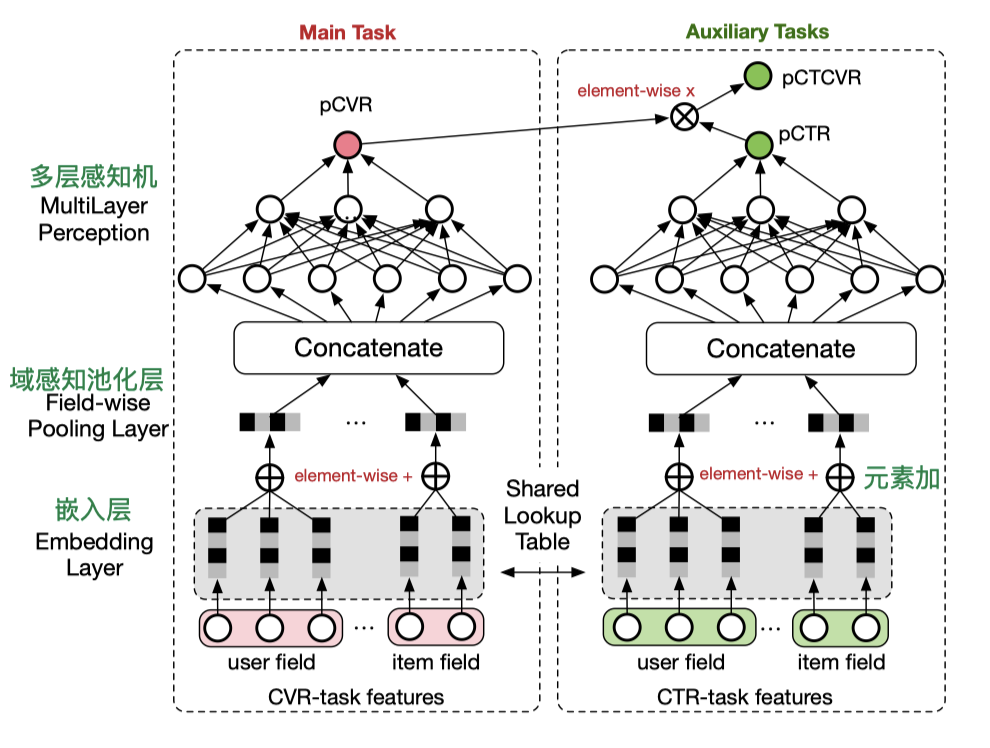 Main Task
Auxiliary Tasks
pCTCVR
element-wise x
pCVR
pCTR
多层感知机
MultiLayer
Perception
...
Concatenate
Concatenate
域感知池化层
Field-wise
Pooling Layer
...
...
element-wise +
element-wise +
元素加
嵌入层
Embedding
Layer
Shared
Lookup
Table
...
...
user field
item field
user field
item field
CVR-task features
CTR-task features